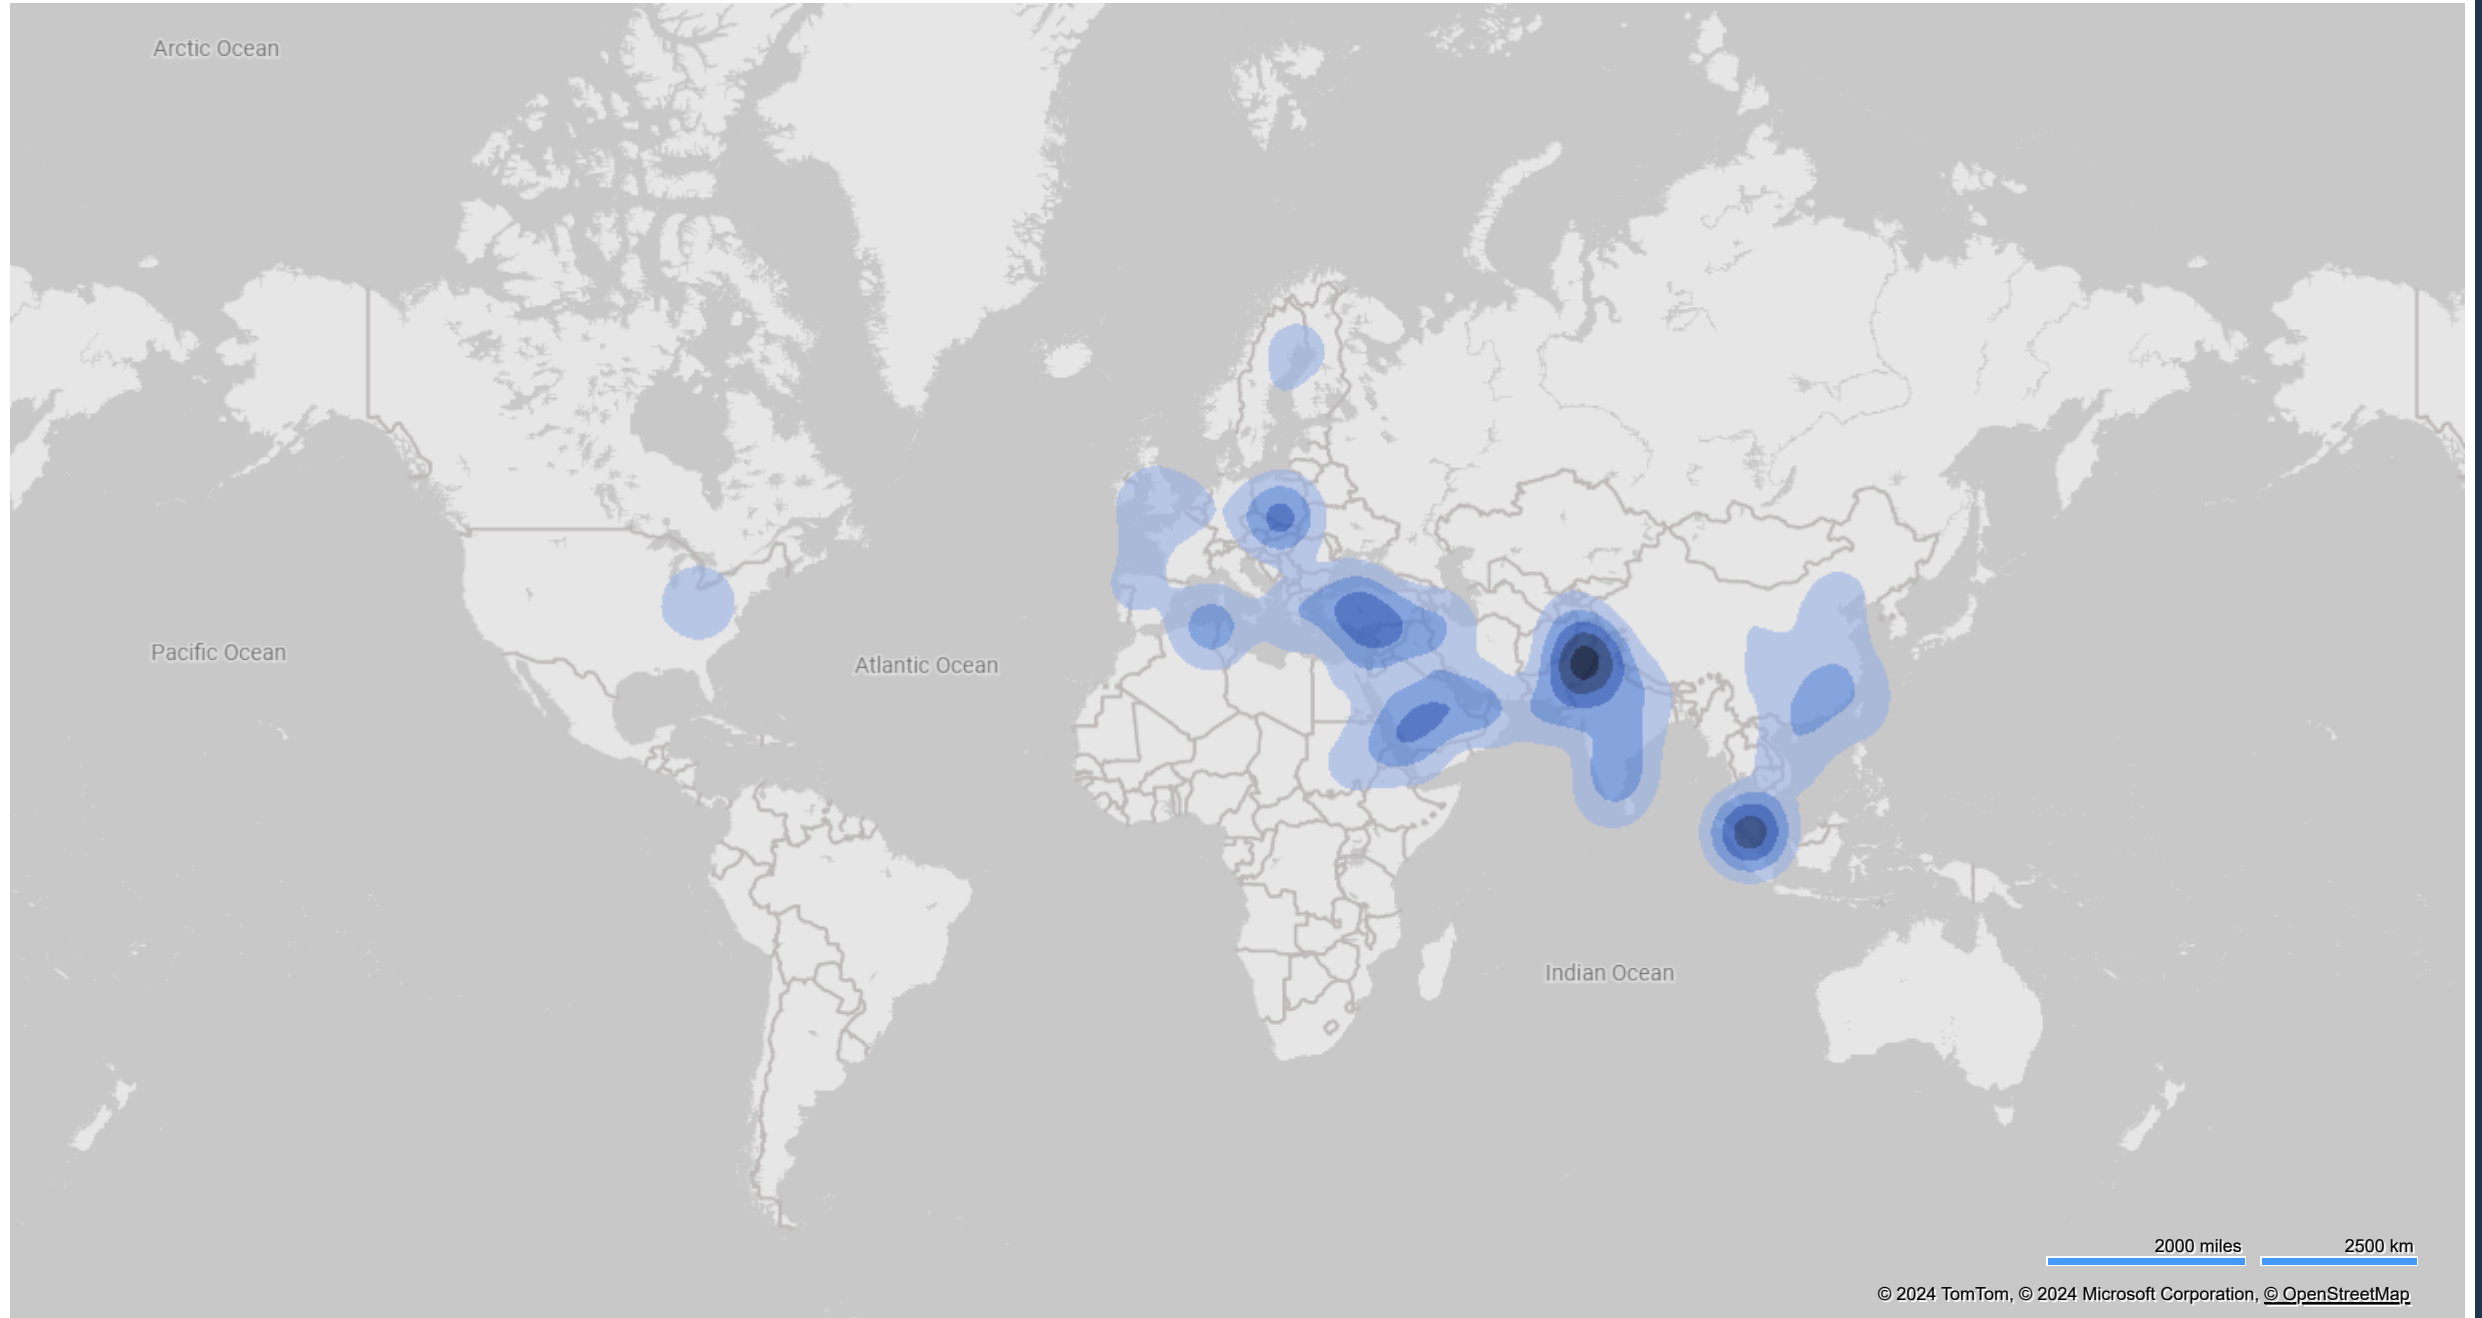 Arctic Ocean
Pacific Ocean
Atlantic Ocean
Indian Ocean
2000 miles
2500 km
© 2024 TomTom, © 2024 Microsoft Corporation, © OpenStreetMap